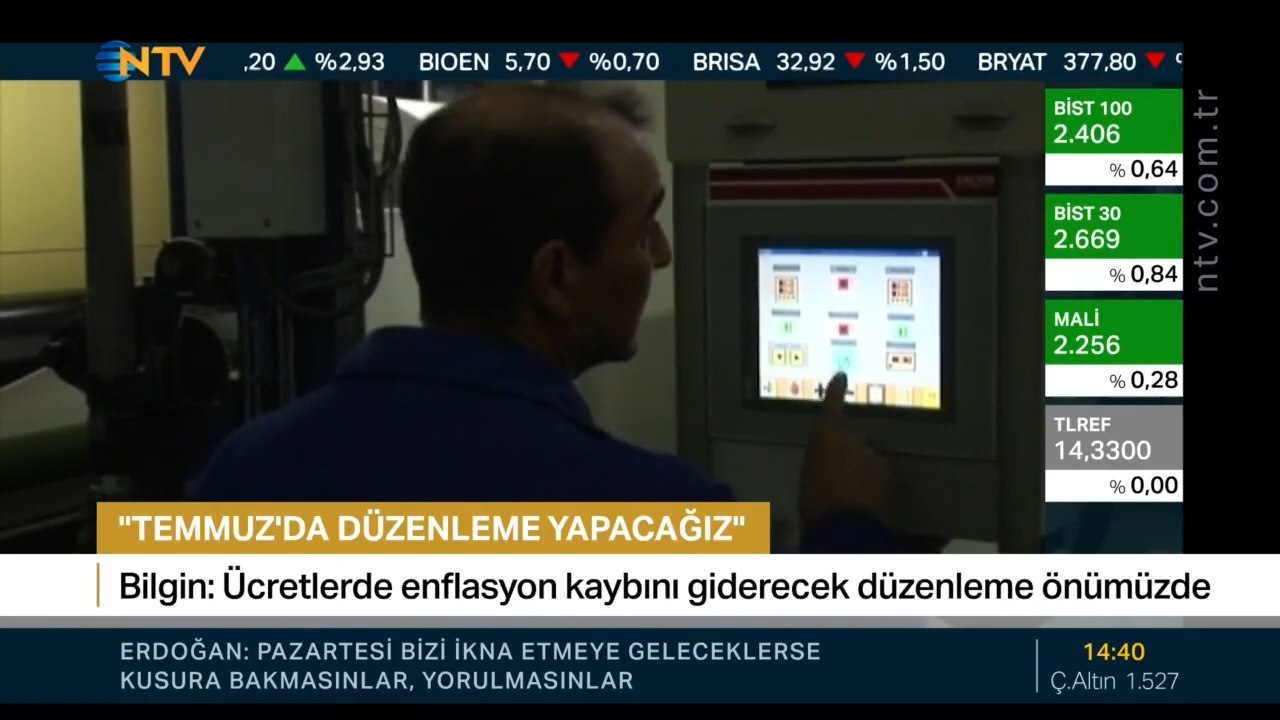 NTV
,20 %2,93 BIOEN 5,70 %0,70 BRISA 32,92 %1,50 BRYAT 377,80
BİST 100
2.406
% 0,64
BİST 30
2.669
% 0,84
MALİ
2.256
% 0,28
TLREF
14,3300
% 0,00
ntv.com.tr
"TEMMUZ'DA DÜZENLEME YAPACAĞIZ"
Bilgin: Ücretlerde enflasyon kaybını giderecek düzenleme önümüzde
ERDOĞAN: PAZARTESİ BİZİ İKNA ETMEYE GELECEKLERSE
KUSURA BAKMASINLAR, YORULMASINLAR
14:40
Ç.Altın 1.527